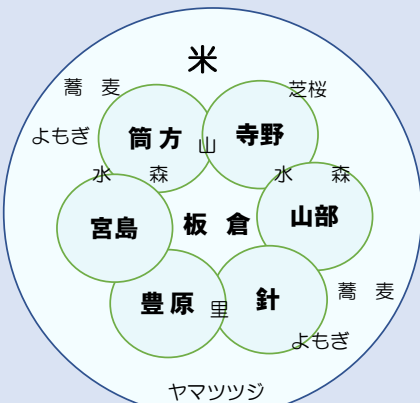 米
蕎　麦
芝桜
よもぎ
筒方
寺野
山
水　森
水　森
宮島
板倉
山部
豊原
里
針
蕎　麦
よもぎ
ヤマツツジ